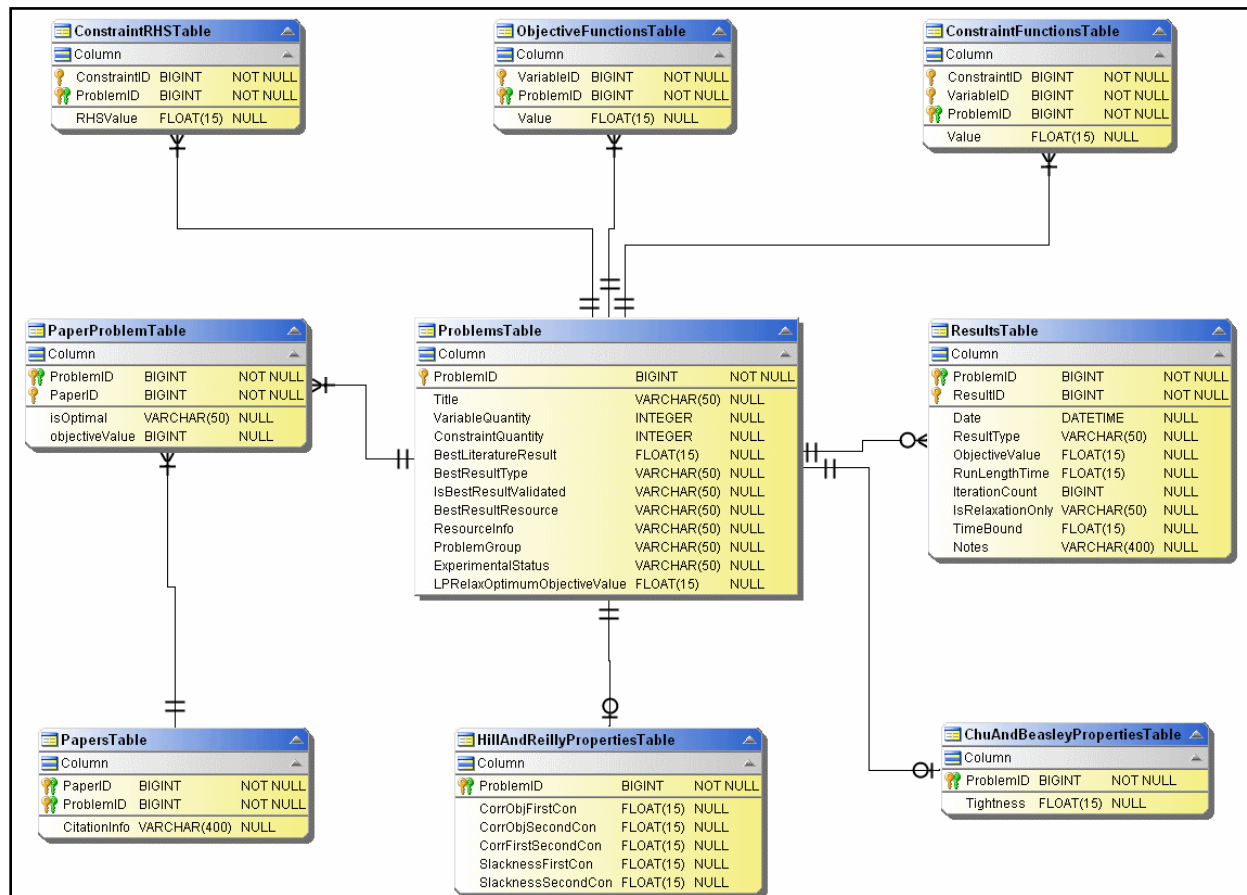 ConstraintRHSTable
Column
ConstraintID BIGINT NOT NULL
ProblemID BIGINT NOT NULL
RHSValue FLOAT(15) NULL
ObjectiveFunctionsTable
Column
VariableID BIGINT NOT NULL
ProblemID BIGINT NOT NULL
Value FLOAT(15) NULL
ConstraintFunctionsTable
Column
ConstraintID BIGINT NOT NULL
VariableID BIGINT NOT NULL
ProblemID BIGINT NOT NULL
Value FLOAT(15) NULL
PaperProblemTable
Column
ProblemID BIGINT NOT NULL
PaperID BIGINT NOT NULL
isOptimal VARCHAR(50) NULL
objectiveValue BIGINT NULL
ProblemsTable
Column
ProblemID BIGINT NOT NULL
Title VARCHAR(50) NULL
VariableQuantity INTEGER NULL
ConstraintQuantity INTEGER NULL
BestLiteratureResult FLOAT(15) NULL
BestResultType VARCHAR(50) NULL
IsBestResultValidated VARCHAR(50) NULL
BestResultResource VARCHAR(50) NULL
ResourceInfo VARCHAR(50) NULL
ProblemGroup VARCHAR(50) NULL
ExperimentalStatus VARCHAR(50) NULL
LPRelaxOptimumObjectiveValue FLOAT(15) NULL
ResultsTable
Column
ProblemID BIGINT NOT NULL
ResultID BIGINT NOT NULL
Date DATETIME NULL
ResultType VARCHAR(50) NULL
ObjectiveValue FLOAT(15) NULL
RunLengthTime FLOAT(15) NULL
IterationCount BIGINT NULL
IsRelaxationOnly VARCHAR(50) NULL
TimeBound FLOAT(15) NULL
Notes VARCHAR(400) NULL
PapersTable
Column
PaperID BIGINT NOT NULL
ProblemID BIGINT NOT NULL
CitationInfo VARCHAR(400) NULL
HillAndReillyPropertiesTable
Column
ProblemID BIGINT NOT NULL
CorrObjFirstCon FLOAT(15) NULL
CorrObjSecondCon FLOAT(15) NULL
CorrFirstSecondCon FLOAT(15) NULL
SlacknessFirstCon FLOAT(15) NULL
SlacknessSecondCon FLOAT(15) NULL
ChuAndBeasleyPropertiesTable
Column
ProblemID BIGINT NOT NULL
Tightness FLOAT(15) NULL